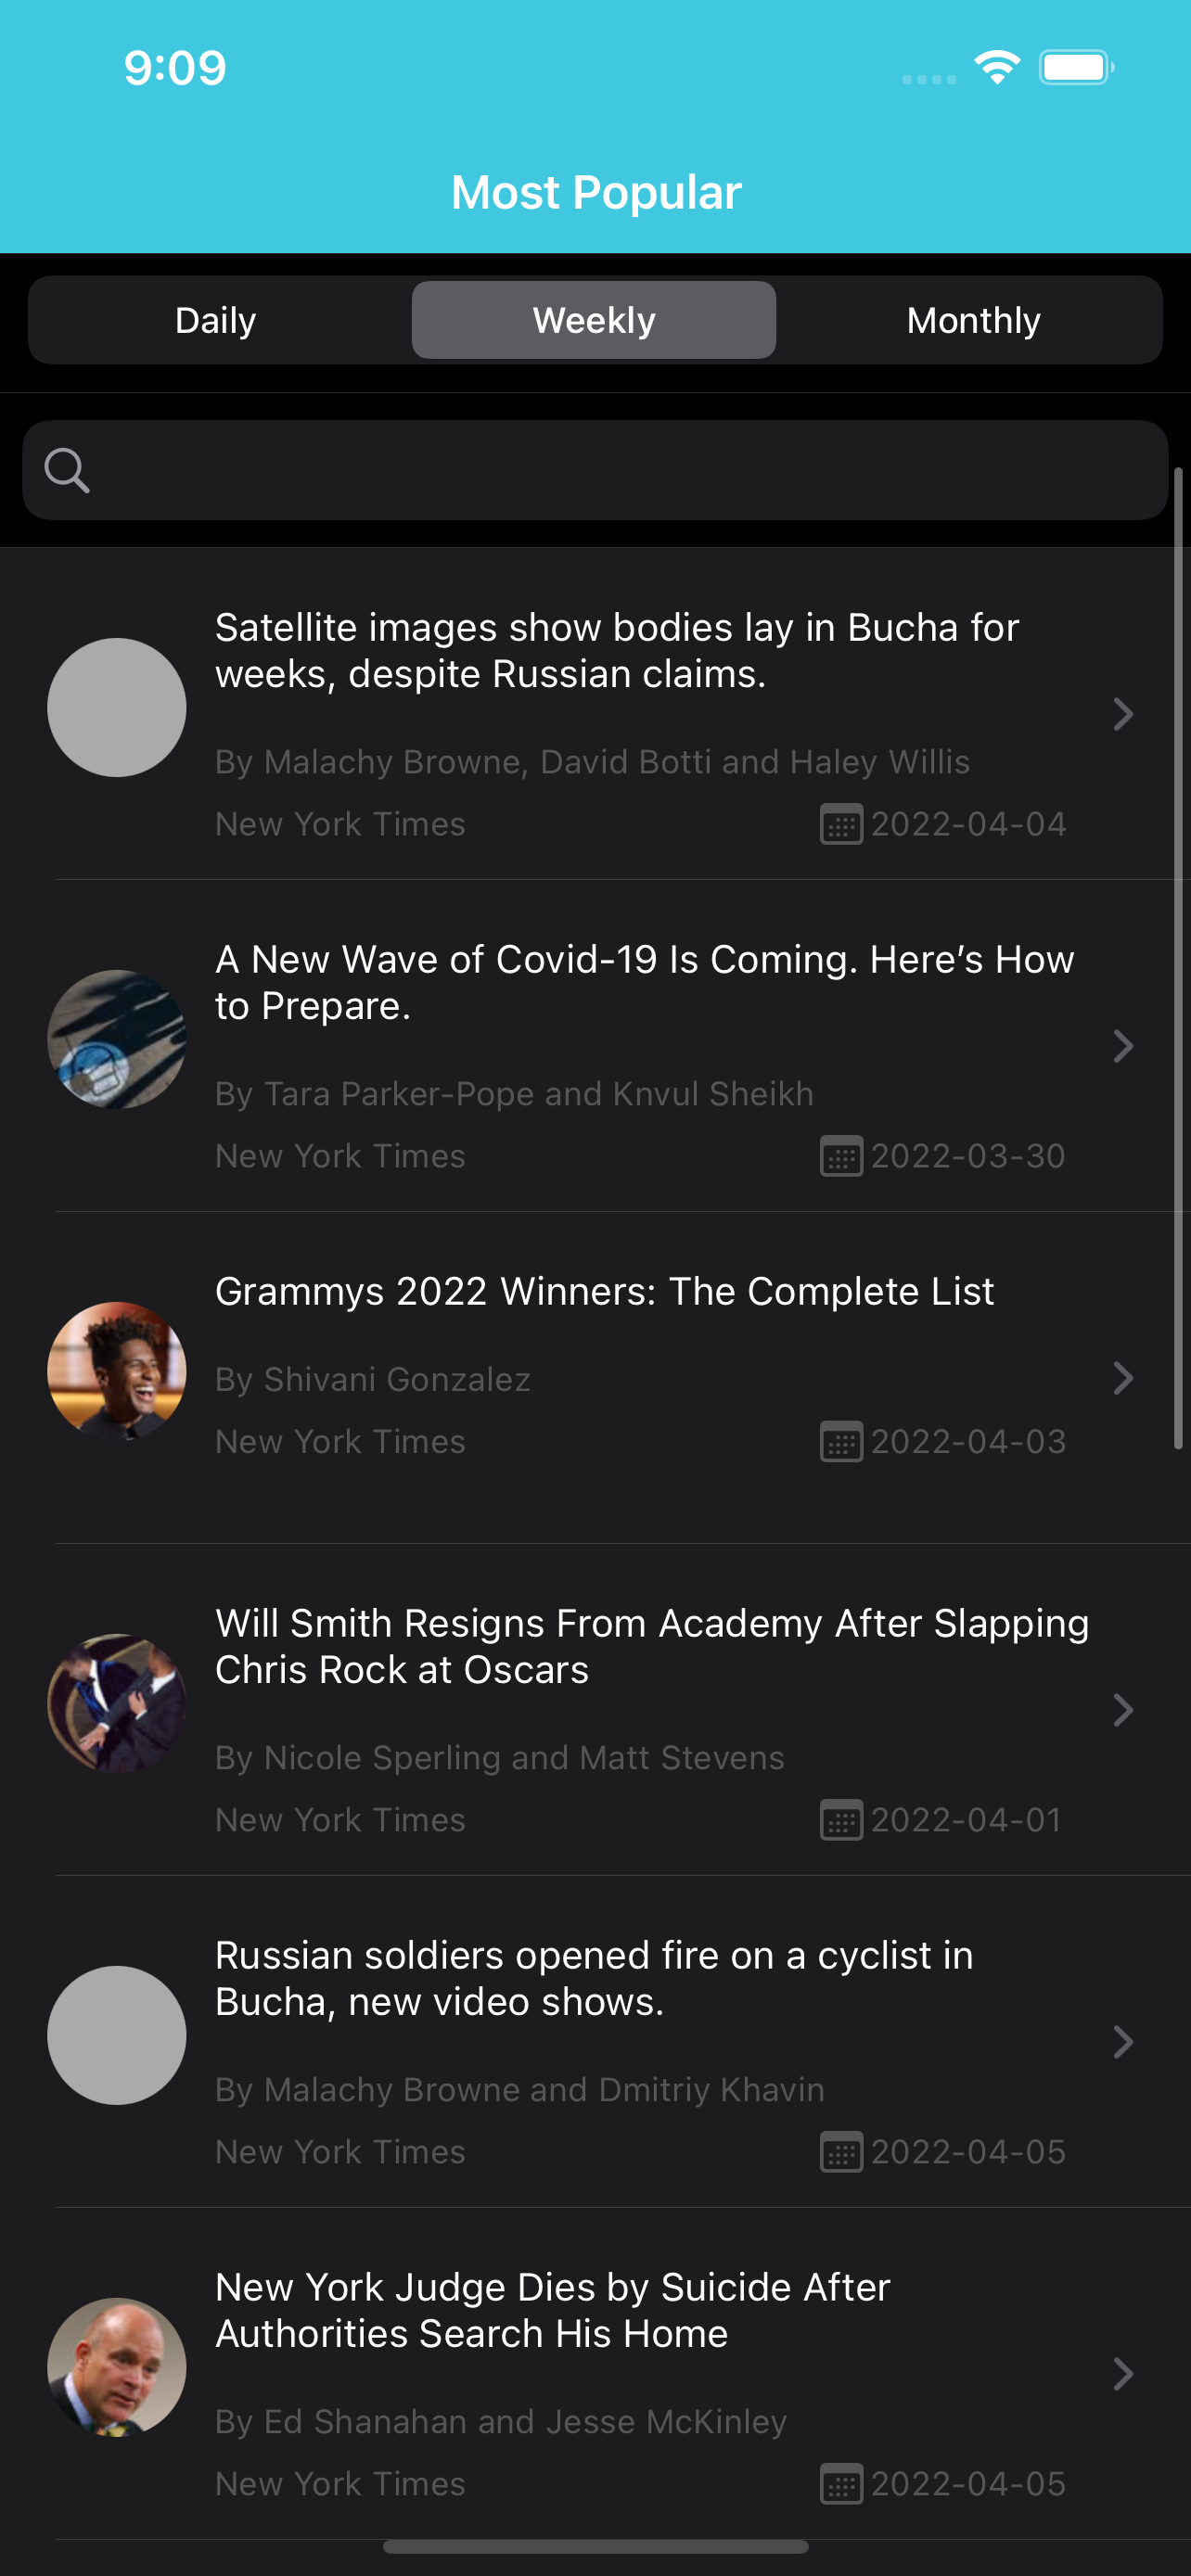 9:09
Most Popular
Daily
Weekly
Monthly
Satellite images show bodies lay in Bucha for
weeks, despite Russian claims.
By Malachy Browne, David Botti and Haley Willis
New York Times
2022-04-04
A New Wave of Covid-19 Is Coming. Here’s How
to Prepare.
By Tara Parker-Pope and Knvul Sheikh
New York Times
2022-03-30
Grammys 2022 Winners: The Complete List
By Shivani Gonzalez
New York Times
2022-04-03
Will Smith Resigns From Academy After Slapping
Chris Rock at Oscars
By Nicole Sperling and Matt Stevens
New York Times
2022-04-01
Russian soldiers opened fire on a cyclist in
Bucha, new video shows.
By Malachy Browne and Dmitriy Khavin
New York Times
2022-04-05
New York Judge Dies by Suicide After
Authorities Search His Home
By Ed Shanahan and Jesse McKinley
New York Times
2022-04-05